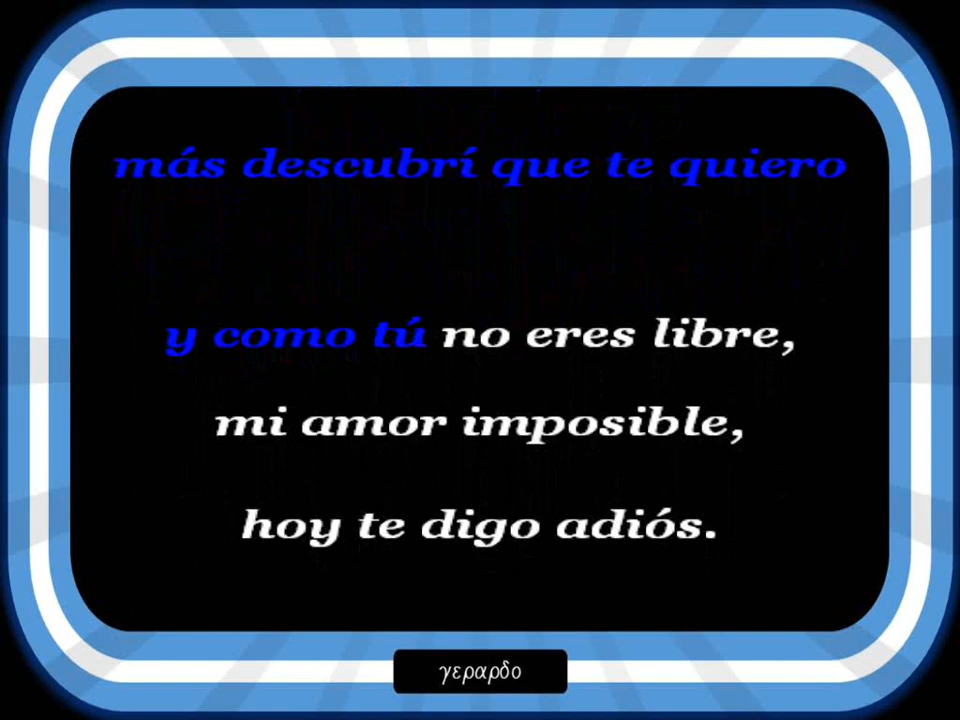 más descubrí que te quiero
y como tú no eres libre,
mi amor imposible,
hoy te digo adiós.
γεραρδο